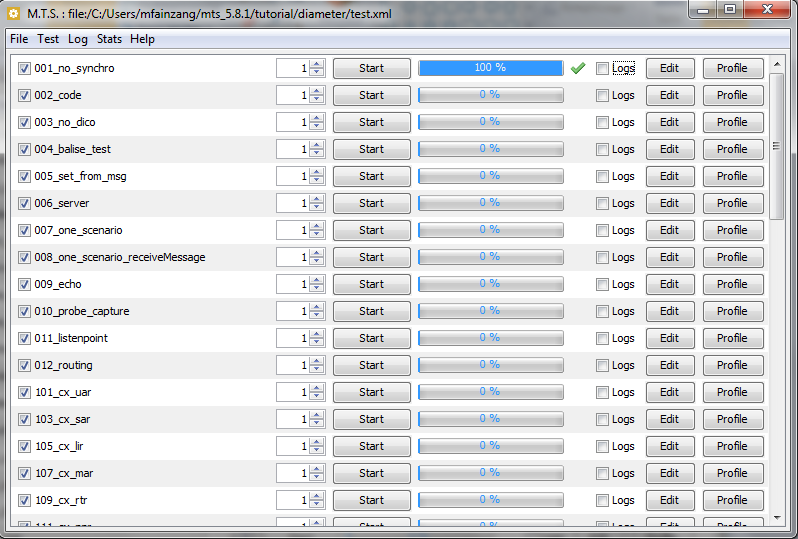 M.T.S. : file:/C:/Users/mfainzang/mts_5.8.1/tutorial/diameter/test.xml
File Test Log Stats Help
001_no_synchro 1 Start 100 % Logs Edit Profile
002_code 1 Start 0 % Logs Edit Profile
003_no_dico 1 Start 0 % Logs Edit Profile
004_balise_test 1 Start 0 % Logs Edit Profile
005_set_from_msg 1 Start 0 % Logs Edit Profile
006_server 1 Start 0 % Logs Edit Profile
007_one_scenario 1 Start 0 % Logs Edit Profile
008_one_scenario_receiveMessage 1 Start 0 % Logs Edit Profile
009_echo 1 Start 0 % Logs Edit Profile
010_probe_capture 1 Start 0 % Logs Edit Profile
011_listenpoint 1 Start 0 % Logs Edit Profile
012_routing 1 Start 0 % Logs Edit Profile
101_cx_uar 1 Start 0 % Logs Edit Profile
103_cx_sar 1 Start 0 % Logs Edit Profile
105_cx_lir 1 Start 0 % Logs Edit Profile
107_cx_mar 1 Start 0 % Logs Edit Profile
109_cx_rtr 1 Start 0 % Logs Edit Profile